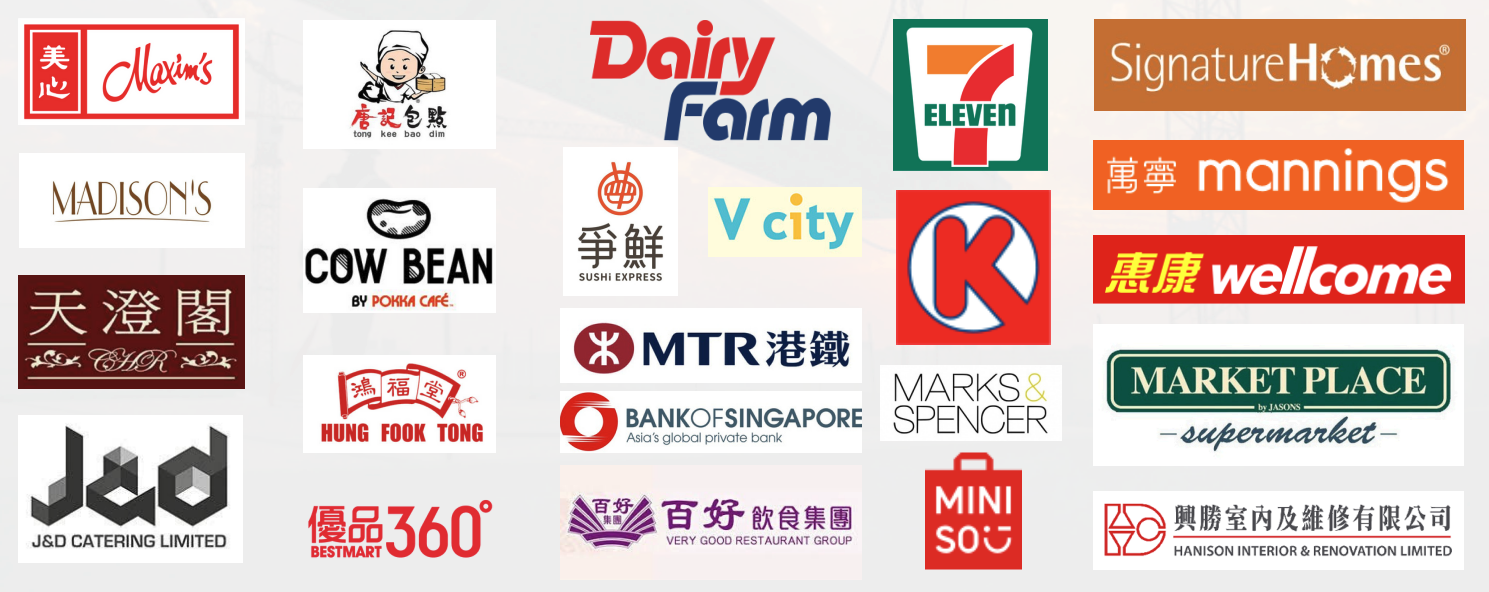 美心
Maxim's
MADISON'S
天澄閣
CHR
J&d
J&D CATERING LIMITED
唐記包點
tong kee bao dim
COW BEAN
BY POKKA CAFÉ™
鴻福堂®
HUNG FOOK TONG
優品360°
BESTMART
Dairy
Farm
爭鮮
SUSHi EXPRESS
V city
MTR 港鐵
BANKOFSINGAPORE
Asia's global private bank
百好
集團
百好飲食集團
VERY GOOD RESTAURANT GROUP
7
ELEVEn
K
MARKS&
SPENCER
MINI
SO
SignatureHomes®
萬寧 mannings
惠康 wellcome
MARKET PLACE
by JASONS
supermarket
興勝室內及維修有限公司
HANISON INTERIOR & RENOVATION LIMITED